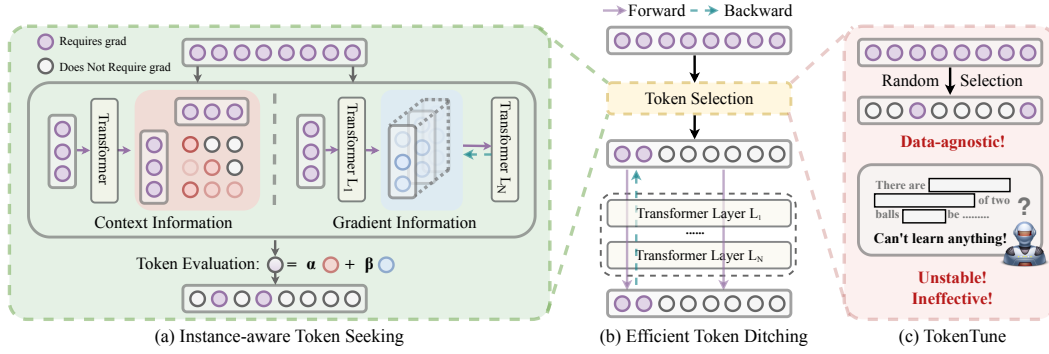 Requires grad
Does Not Require grad
Transformer
Context Information
Transformer L1
Transformer LN
Gradient Information
Token Evaluation: = α + β
(a) Instance-aware Token Seeking
Forward Backward
Token Selection
Transformer Layer L1
......
Transformer Layer LN
(b) Efficient Token Ditching
Random Selection
Data-agnostic!
There are
of two
balls be .........
?
Can't learn anything!
Unstable!
Ineffective!
(c) TokenTune